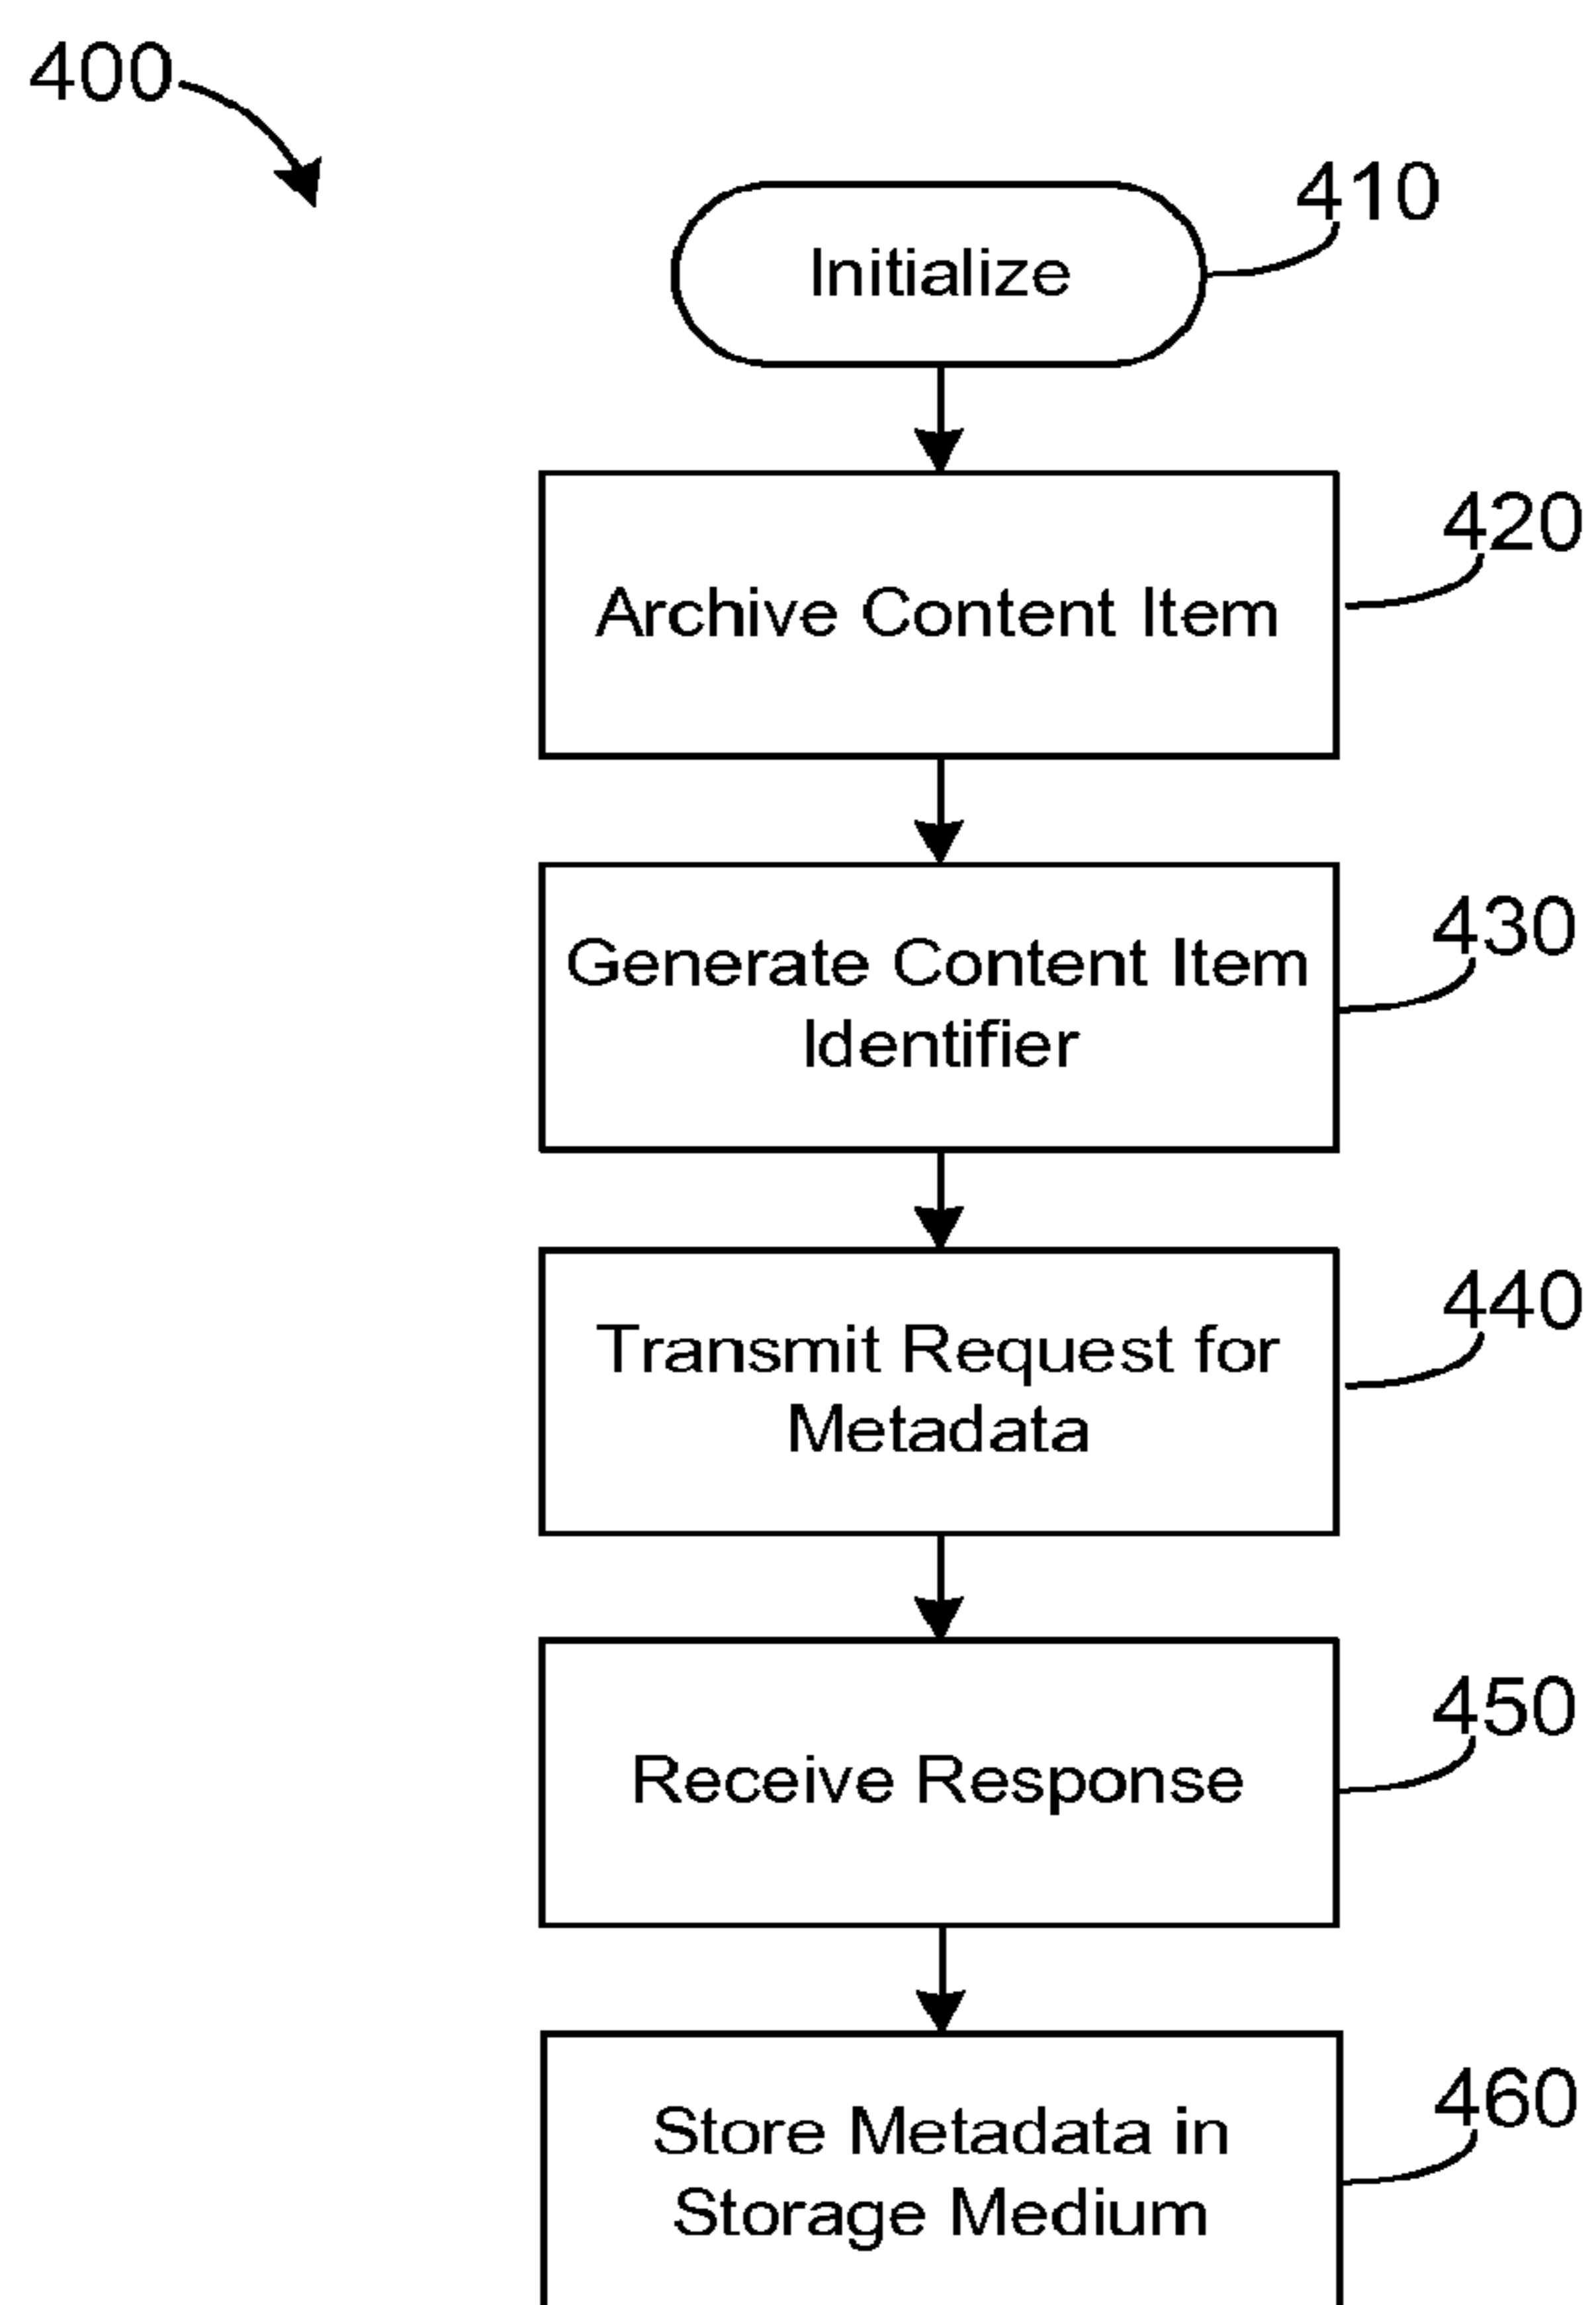 400
410
Initialize
420
Archive Content Item
430
Generate Content Item
Identifier
440
Transmit Request for
Metadata
450
Receive Response
460
Store Metadata in
Storage Medium